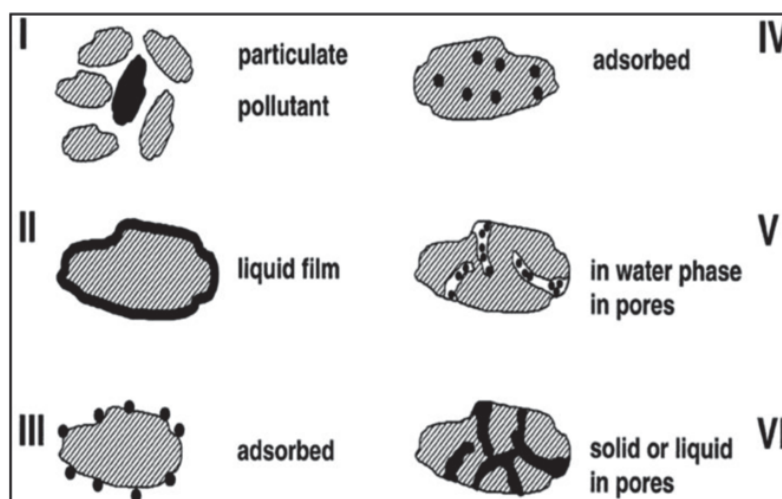 I
particulate
pollutant
IV
adsorbed
II
liquid film
V
in water phase
in pores
III
adsorbed
VI
solid or liquid
in pores